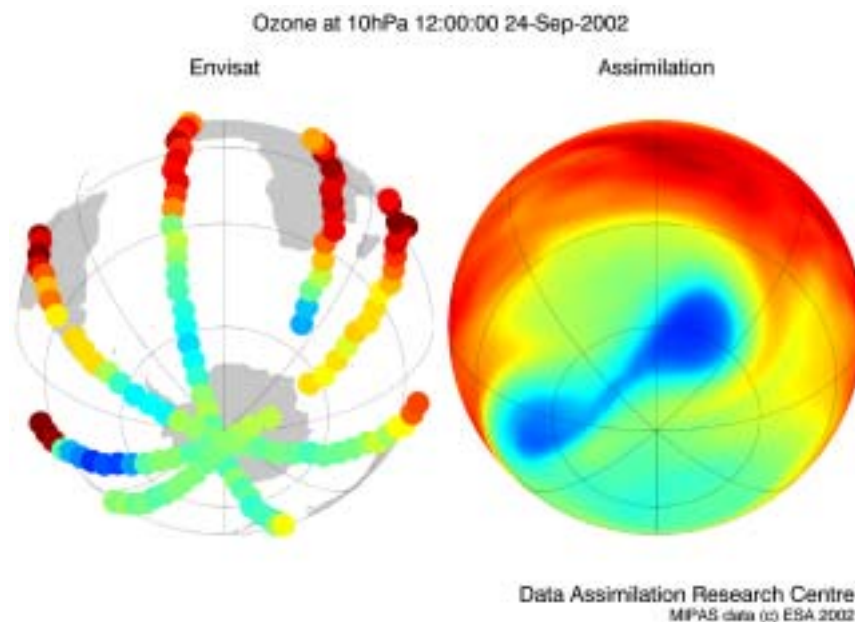 Ozone at 10hPa 12:00:00 24-Sep-2002
Envisat
Assimilation
Data Assimilation Research Centre
MIPAS data (c) ESA 2002